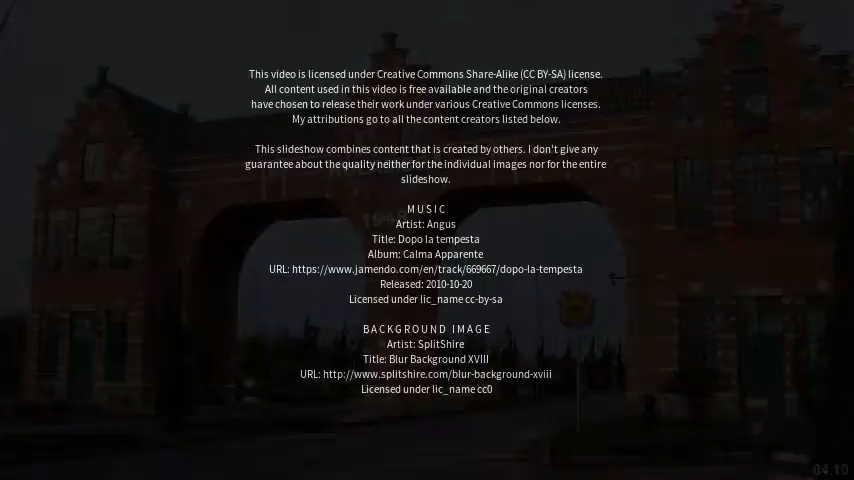 This video is licensed under Creative Commons Share-Alike (CC BY-SA) license.
All content used in this video is free available and the original creators
have chosen to release their work under various Creative Commons licenses.
My attributions go to all the content creators listed below.
This slideshow combines content that is created by others. I don't give any
guarantee about the quality neither for the individual images nor for the entire
slideshow.
MUSIC
Artist: Angus
Title: Dopo la tempesta
Album: Calma Apparente
URL: https://www.jamendo.com/en/track/669667/dopo-la-tempesta
Released: 2010-10-20
Licensed under lic_name cc-by-sa
BACKGROUND IMAGE
Artist: SplitShire
Title: Blur Background XVIII
URL: http://www.splitshire.com/blur-background-xviii
Licensed under lic_name cc0